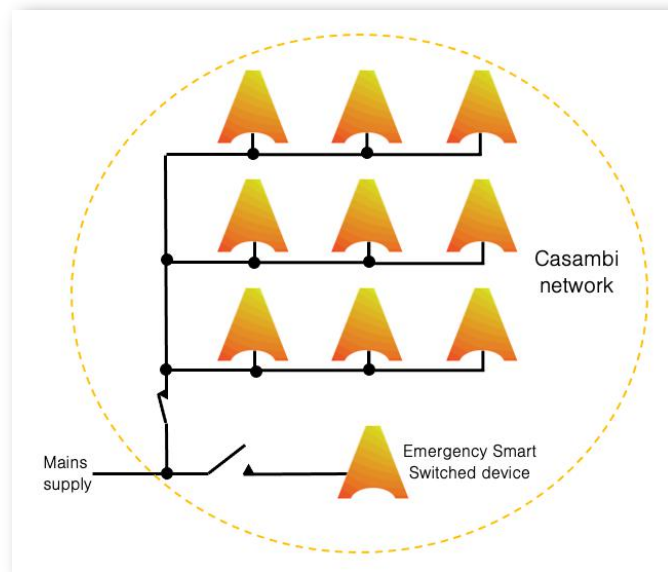 Casambi
network
Emergency Smart
Switched device
Mains
supply